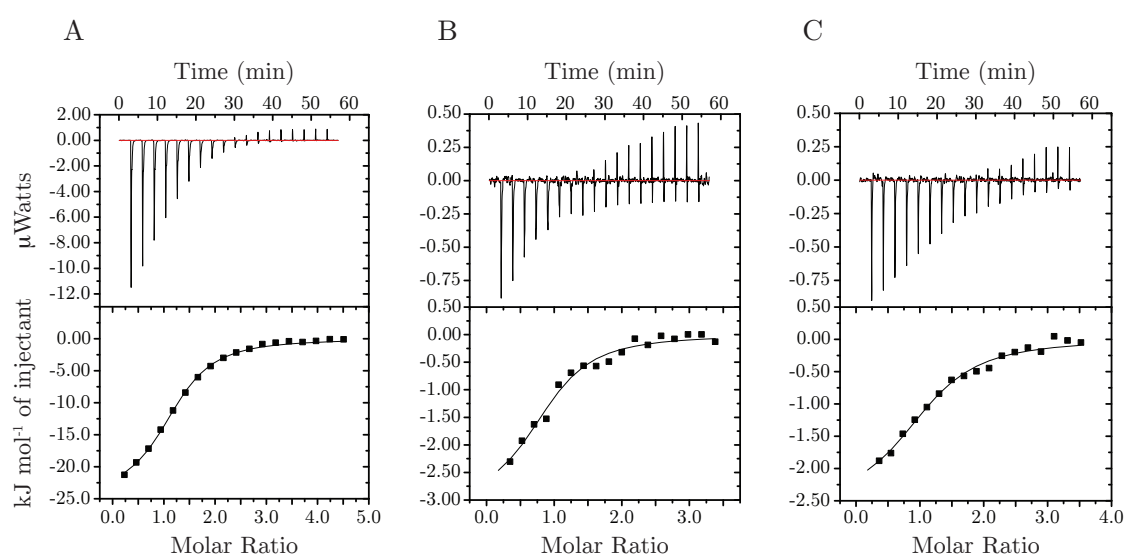 A B C
Time (min) Time (min) Time (min)
0 10 20 30 40 50 60 0 10 20 30 40 50 60 0 10 20 30 40 50 60
2.00 0.50 0.50
0.00
-2.00 0.25 0.25
-4.00 0.00 0.00
-6.00 -0.25 -0.25
-8.00 -0.50 -0.50
-10.0 -0.75 -0.75
-12.0 0.50 0.50
µWatts
0.00 0.00 0.00
-5.00 -0.50 -0.50
-10.0 -1.00 -1.00
-15.0 -1.50 -1.50
-20.0 -2.00 -2.00
-25.0 -2.50 -2.50
-3.00
kJ mol-1 of injectant
0.0 1.0 2.0 3.0 4.0 5.0 0.0 1.0 2.0 3.0 0.0 1.0 2.0 3.0 4.0
Molar Ratio Molar Ratio Molar Ratio